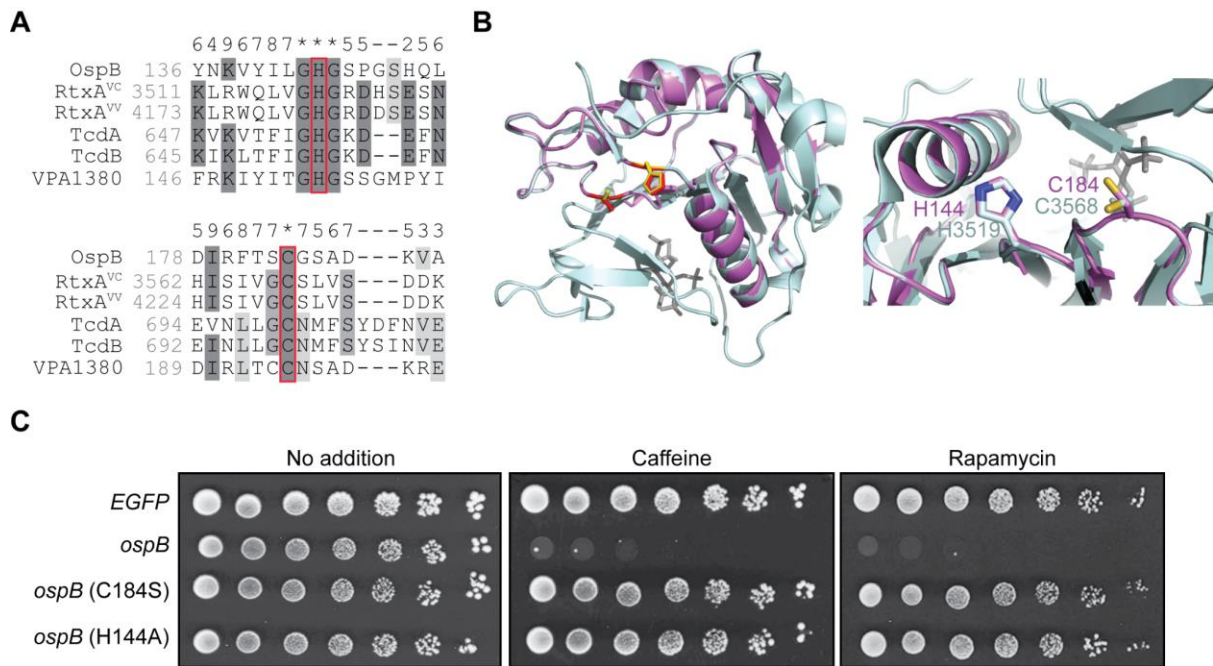 A
6496787***55--256
OspB 136 YNKVYILGHGSPGSHQL
RtxAVC 3511 KLRWQLVGHGRDHSESN
RtxAVV 4173 KLRWQLVGHGRDDSESN
TcdA 647 KVKVTFIGHGKD--EFN
TcdB 645 KIKLTFIGHGKD--EFN
VPA1380 146 FRKIYITGHGSSGMPYI
596877*7567---533
OspB 178 DIRFTSCGSAD---KVA
RtxAVC 3562 HISIVGCSLVS---DDK
RtxAVV 4224 HISIVGCSLVS---DDK
TcdA 694 EVNLLGCNMFSYDFNVE
TcdB 692 EINLLGCNMFSYSINVE
VPA1380 189 DIRLTCCNSAD---KRE
B
H144
H3519
C184
C3568
C
No addition
Caffeine
Rapamycin
EGFP
ospB
ospB (C184S)
ospB (H144A)